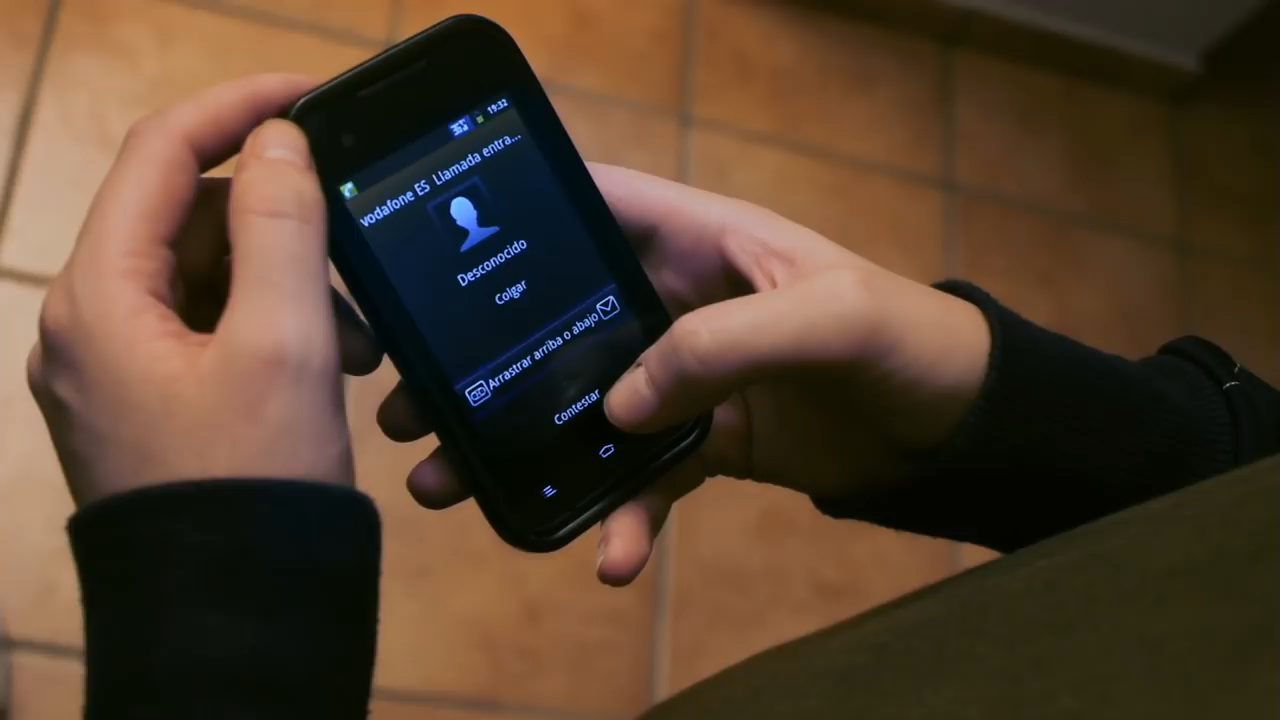 19:32
vodafone ES Llamada entra...
Desconocido
Colgar
Arrastrar arriba o abajo
Contestar